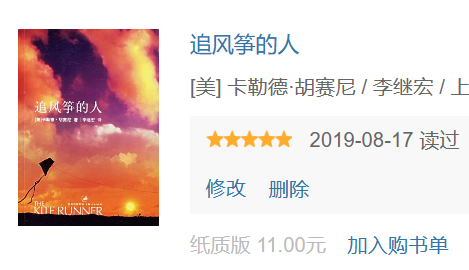 追风筝的人
[美]卡勒德·胡赛尼 著 | 李继宏 译
THE
KITE RUNNER
追风筝的人
[美] 卡勒德·胡赛尼 / 李继宏 / 上
2019-08-17 读过
修改 删除
纸质版 11.00元 加入购书单